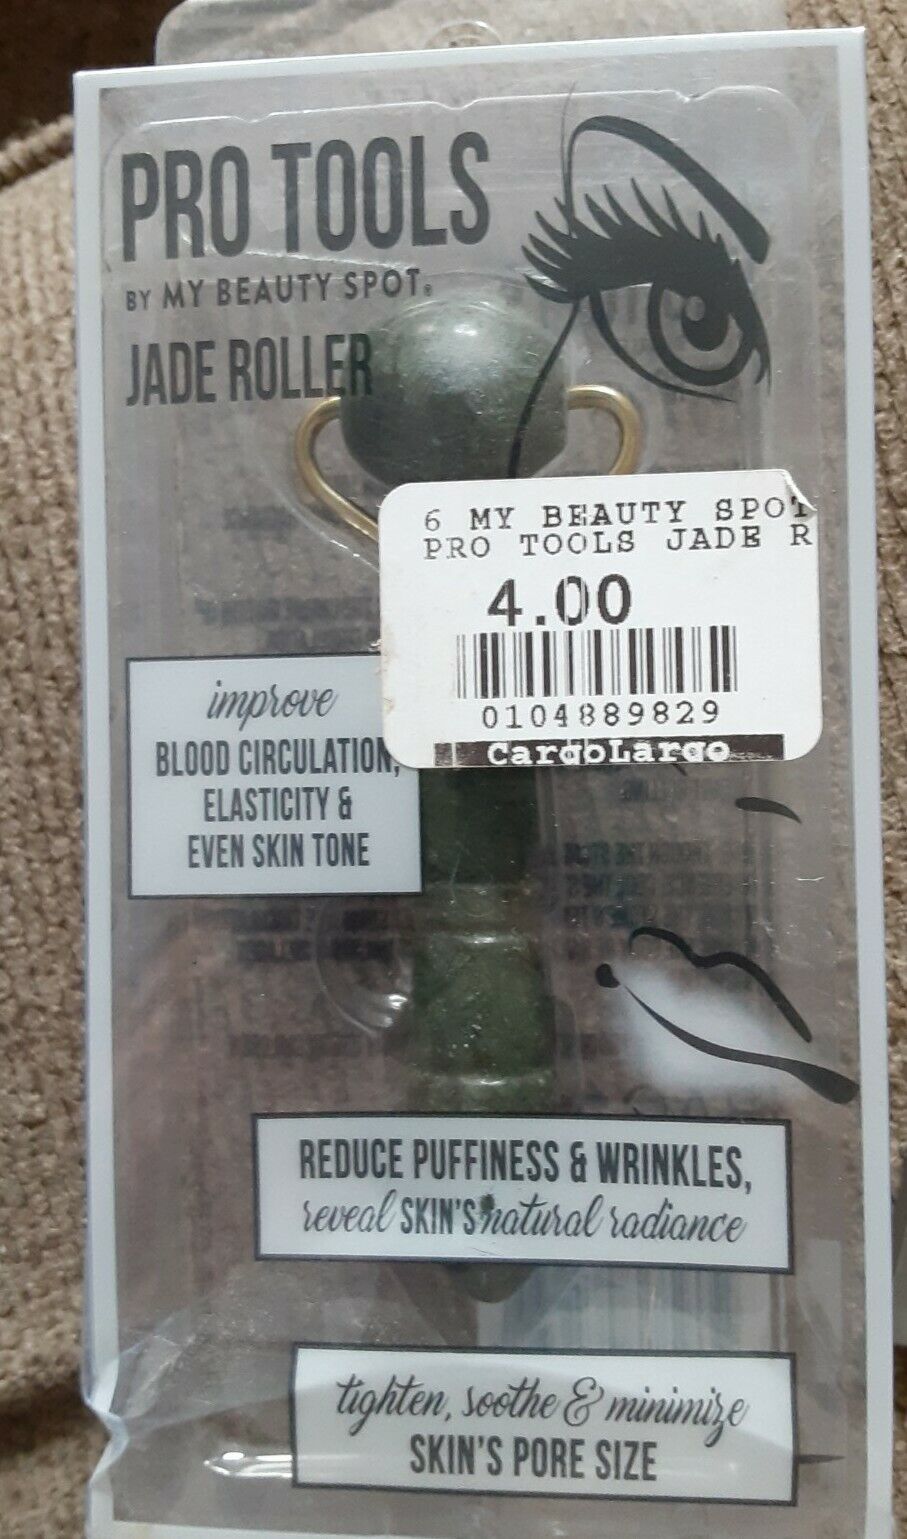 PRO TOOLS
BY MY BEAUTY SPOT®
JADE ROLLER
6 MY BEAUTY SPOT
PRO TOOLS JADE R
4.00
0104889829
CargoLargo
improve
BLOOD CIRCULATION,
ELASTICITY &
EVEN SKIN TONE
REDUCE PUFFINESS & WRINKLES,
reveal SKIN'S natural radiance
tighten, soothe & minimize
SKIN'S PORE SIZE